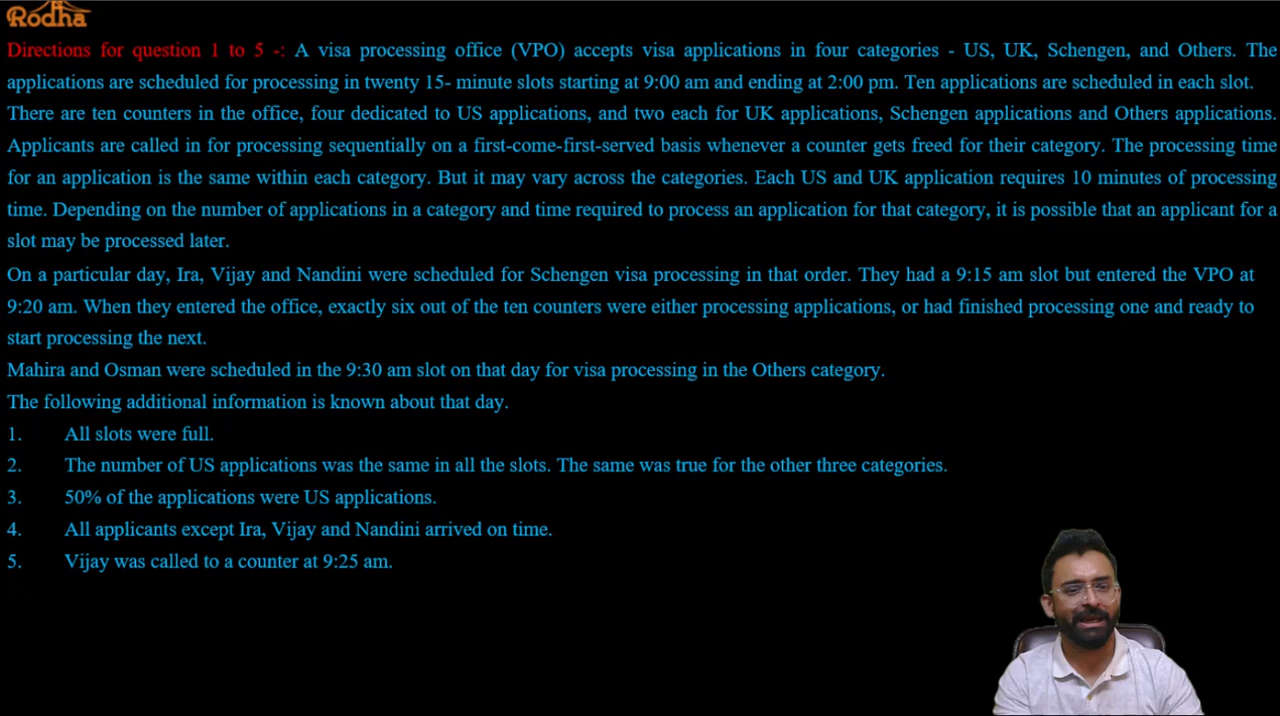 Rodha
Directions for question 1 to 5 -: A visa processing office (VPO) accepts visa applications in four categories - US, UK, Schengen, and Others. The
applications are scheduled for processing in twenty 15- minute slots starting at 9:00 am and ending at 2:00 pm. Ten applications are scheduled in each slot.
There are ten counters in the office, four dedicated to US applications, and two each for UK applications, Schengen applications and Others applications.
Applicants are called in for processing sequentially on a first-come-first-served basis whenever a counter gets freed for their category. The processing time
for an application is the same within each category. But it may vary across the categories. Each US and UK application requires 10 minutes of processing
time. Depending on the number of applications in a category and time required to process an application for that category, it is possible that an applicant for a
slot may be processed later.
On a particular day, Ira, Vijay and Nandini were scheduled for Schengen visa processing in that order. They had a 9:15 am slot but entered the VPO at
9:20 am. When they entered the office, exactly six out of the ten counters were either processing applications, or had finished processing one and ready to
start processing the next.
Mahira and Osman were scheduled in the 9:30 am slot on that day for visa processing in the Others category.
The following additional information is known about that day.
1. All slots were full.
2. The number of US applications was the same in all the slots. The same was true for the other three categories.
3. 50% of the applications were US applications.
4. All applicants except Ira, Vijay and Nandini arrived on time.
5. Vijay was called to a counter at 9:25 am.